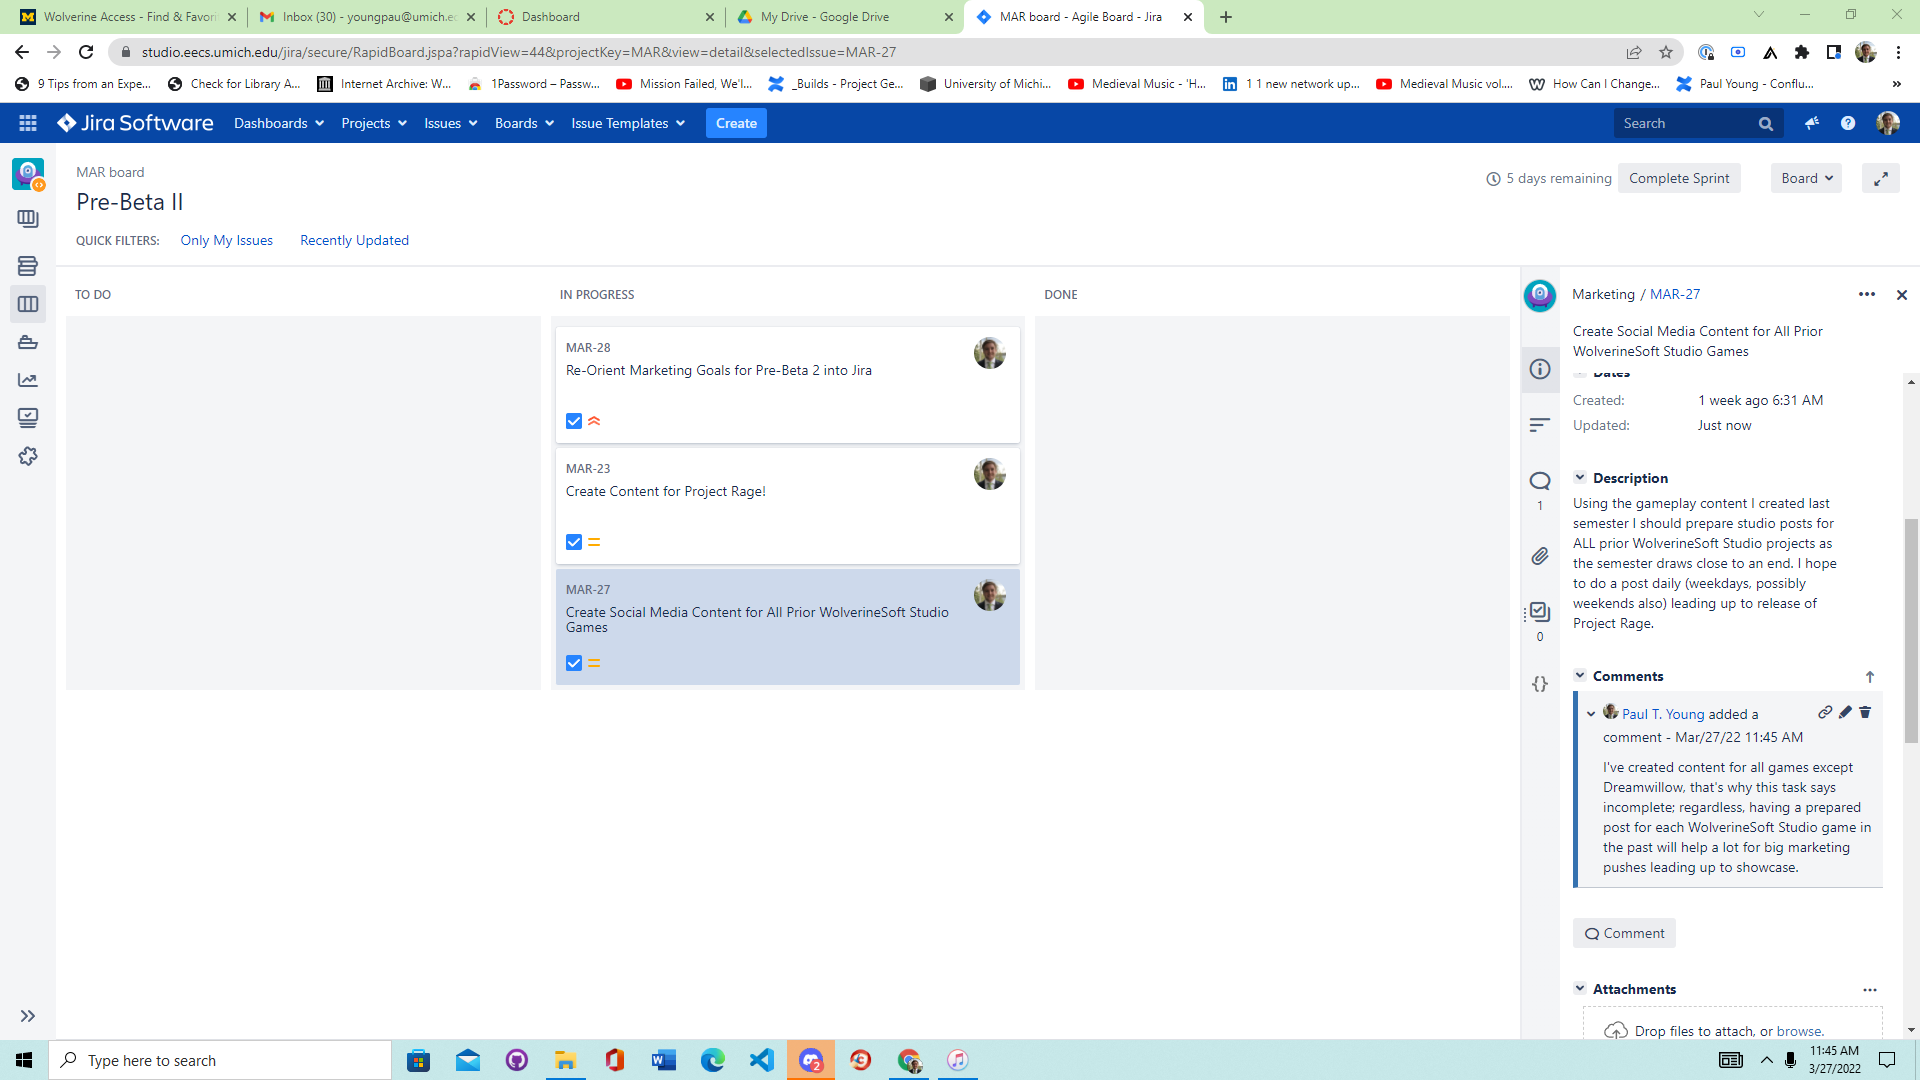 Wolverine Access - Find & Favori
Inbox (30) - youngpau@umich.ed
Dashboard
My Drive - Google Drive
MAR board - Agile Board - Jira
studio.eecs.umich.edu/jira/secure/RapidBoard.jspa?rapidView=44&projectKey=MAR&view=detail&selectedIssue=MAR-27
9 Tips from an Expe...
Check for Library A...
Internet Archive: W...
1Password – Passw...
Mission Failed, We'l...
_Builds - Project Ge...
University of Michi...
Medieval Music - 'H...
1 1 new network up...
Medieval Music vol....
How Can I Change...
Paul Young - Conflu...
»
Jira Software
Dashboards
Projects
Issues
Boards
Issue Templates
Create
Search
MAR board
Pre-Beta II
5 days remaining
Complete Sprint
Board
QUICK FILTERS:
Only My Issues
Recently Updated
TO DO
IN PROGRESS
DONE
MAR-28
Re-Orient Marketing Goals for Pre-Beta 2 into Jira
MAR-23
Create Content for Project Rage!
MAR-27
Create Social Media Content for All Prior WolverineSoft Studio
Games
1
0
Marketing / MAR-27
Create Social Media Content for All Prior
WolverineSoft Studio Games
Dates
Created:
1 week ago 6:31 AM
Updated:
Just now
Description
Using the gameplay content I created last
semester I should prepare studio posts for
ALL prior WolverineSoft Studio projects as
the semester draws close to an end. I hope
to do a post daily (weekdays, possibly
weekends also) leading up to release of
Project Rage.
Comments
Paul T. Young added a
comment - Mar/27/22 11:45 AM
I've created content for all games except
Dreamwillow, that's why this task says
incomplete; regardless, having a prepared
post for each WolverineSoft Studio game in
the past will help a lot for big marketing
pushes leading up to showcase.
Comment
Attachments
Drop files to attach, or browse.
Type here to search
2
11:45 AM
3/27/2022